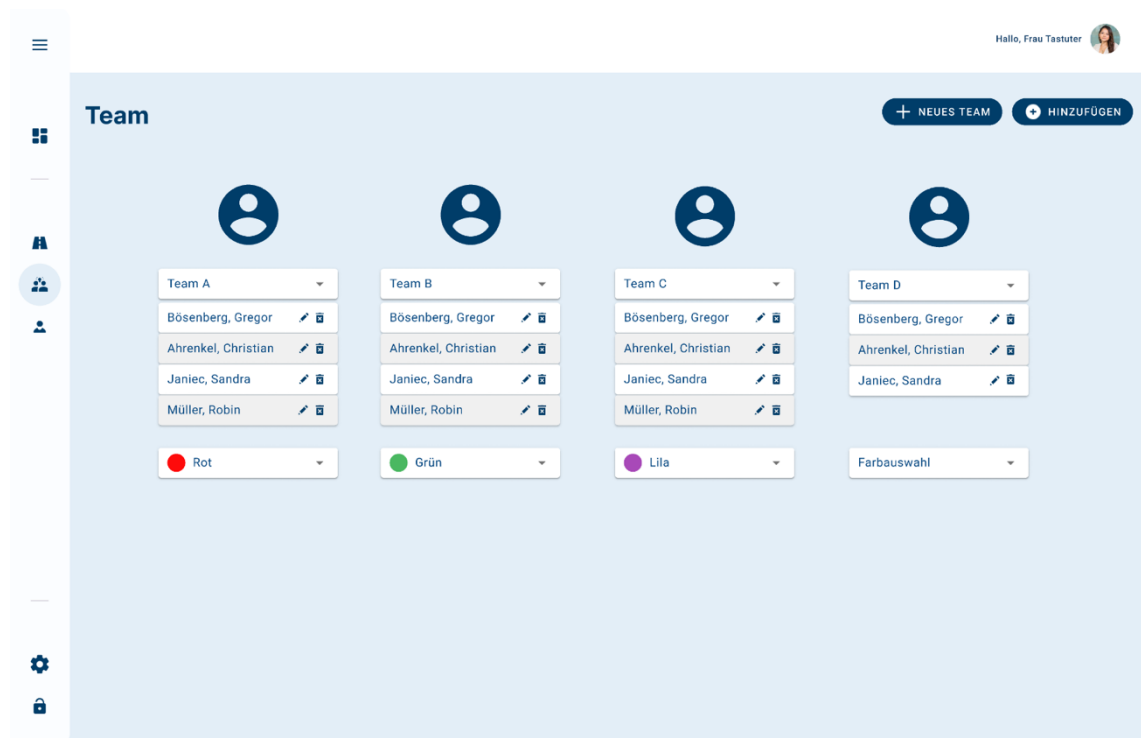 Hallo, Frau Tastuter
Team
NEUES TEAM
HINZUFÜGEN
Team A
Bösenberg, Gregor
Ahrenkel, Christian
Janiec, Sandra
Müller, Robin
Rot
Team B
Bösenberg, Gregor
Ahrenkel, Christian
Janiec, Sandra
Müller, Robin
Grün
Team C
Bösenberg, Gregor
Ahrenkel, Christian
Janiec, Sandra
Müller, Robin
Lila
Team D
Bösenberg, Gregor
Ahrenkel, Christian
Janiec, Sandra
Farbauswahl